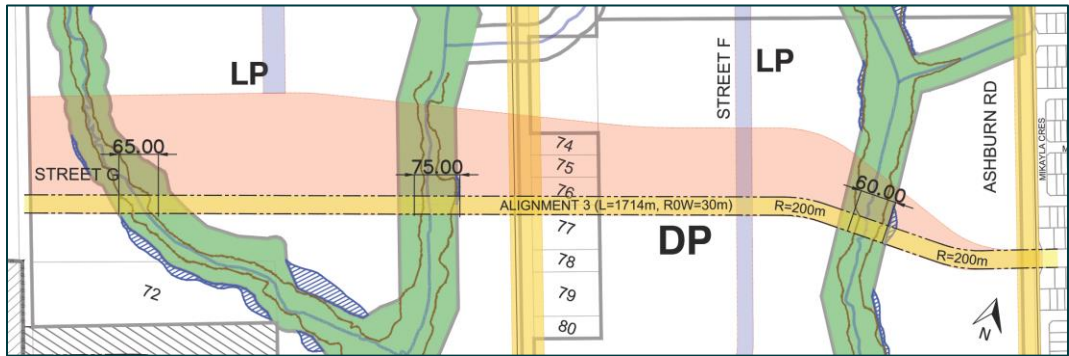 LP
STREET F
LP
ASHBURN RD
MIKAYLA CRES
65.00
STREET G
75.00
74
75
76
60.00
ALIGNMENT 3 (L=1714m, R0W=30m)
R=200m
77
DP
78
R=200m
72
79
80
N